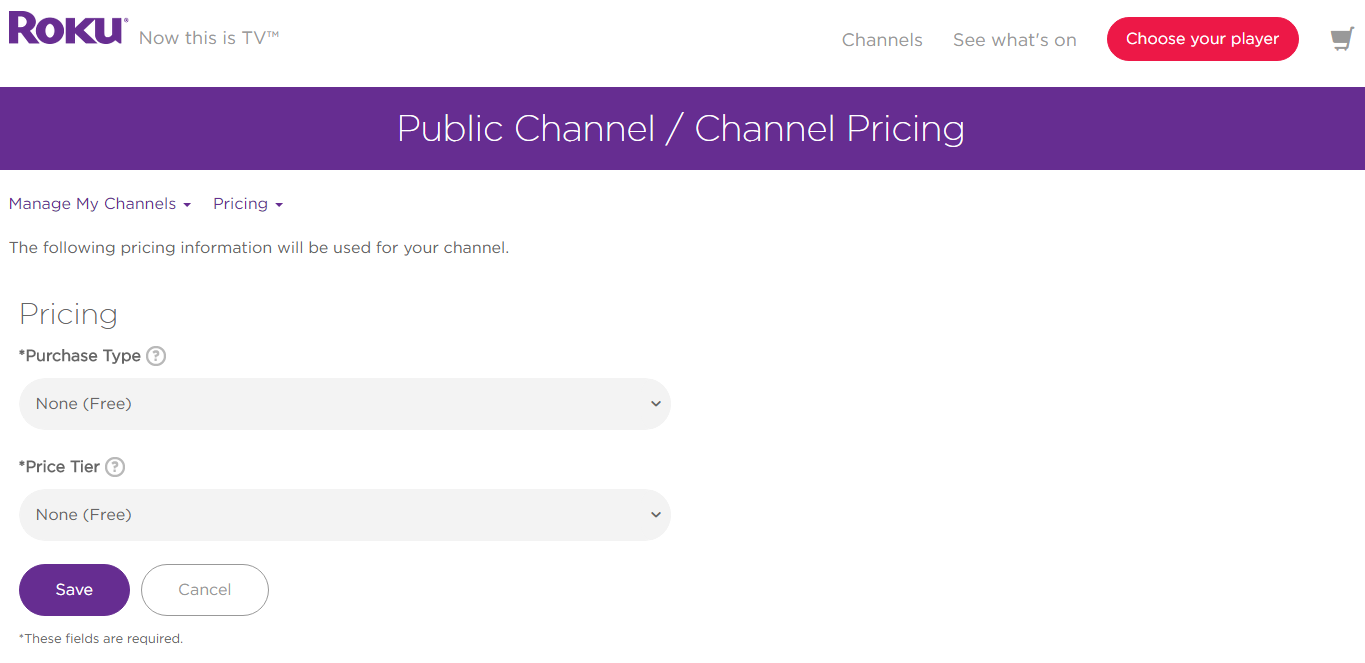 ROKU® Now this is TV™
Channels See what's on Choose your player
Public Channel / Channel Pricing
Manage My Channels Pricing
The following pricing information will be used for your channel.
Pricing
*Purchase Type ?
None (Free)
*Price Tier ?
None (Free)
Save Cancel
*These fields are required.